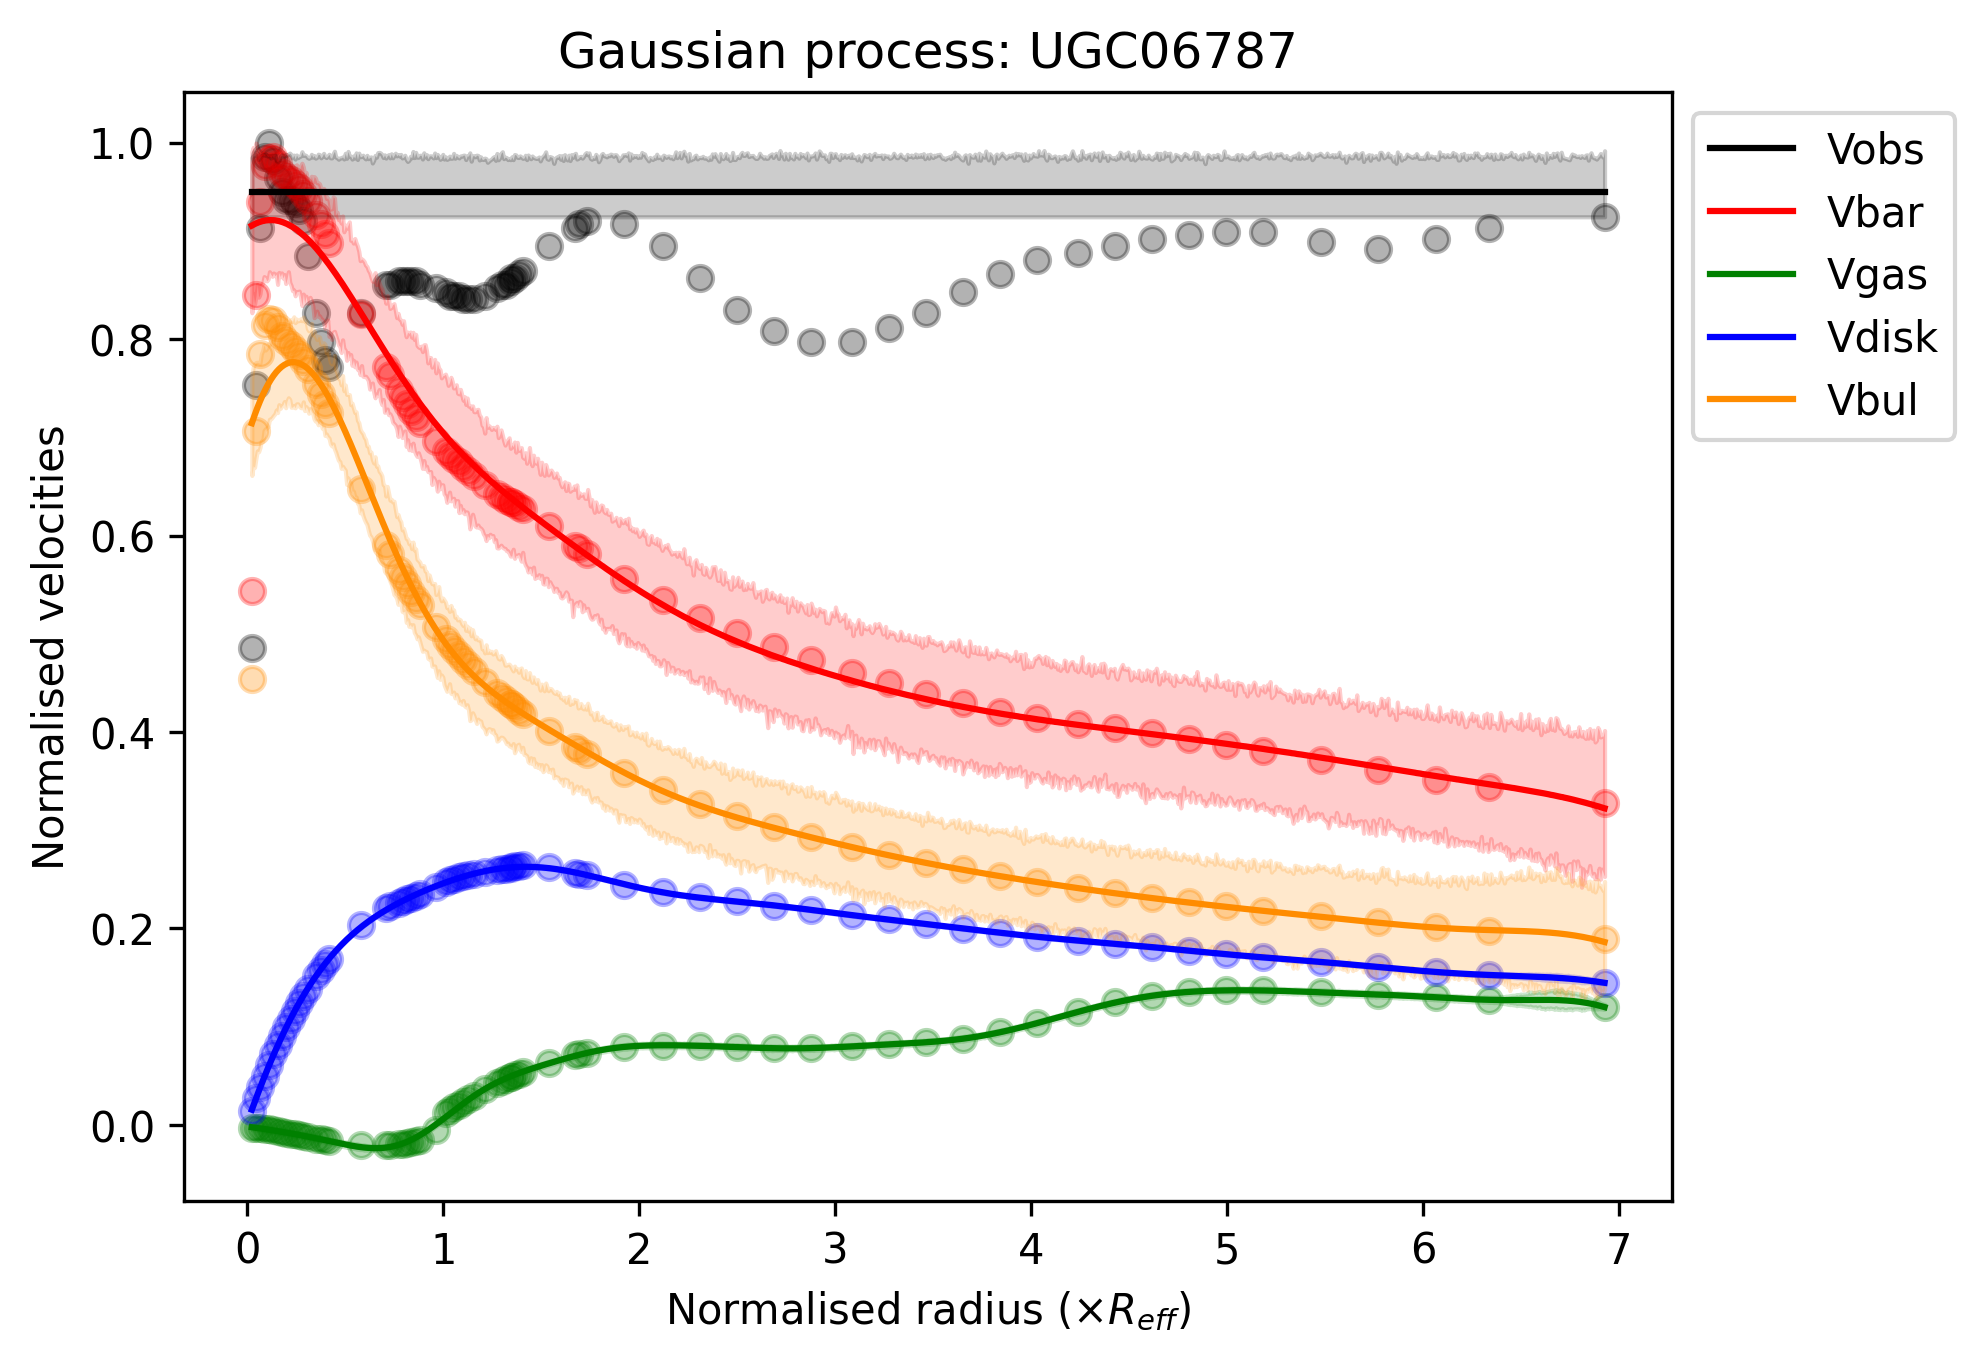 Gaussian process: UGC06787
Vobs
Vbar
Vgas
Vdisk
Vbul
Normalised velocities
1.0
0.8
0.6
0.4
0.2
0.0
0 1 2 3 4 5 6 7
Normalised radius (×R_eff)